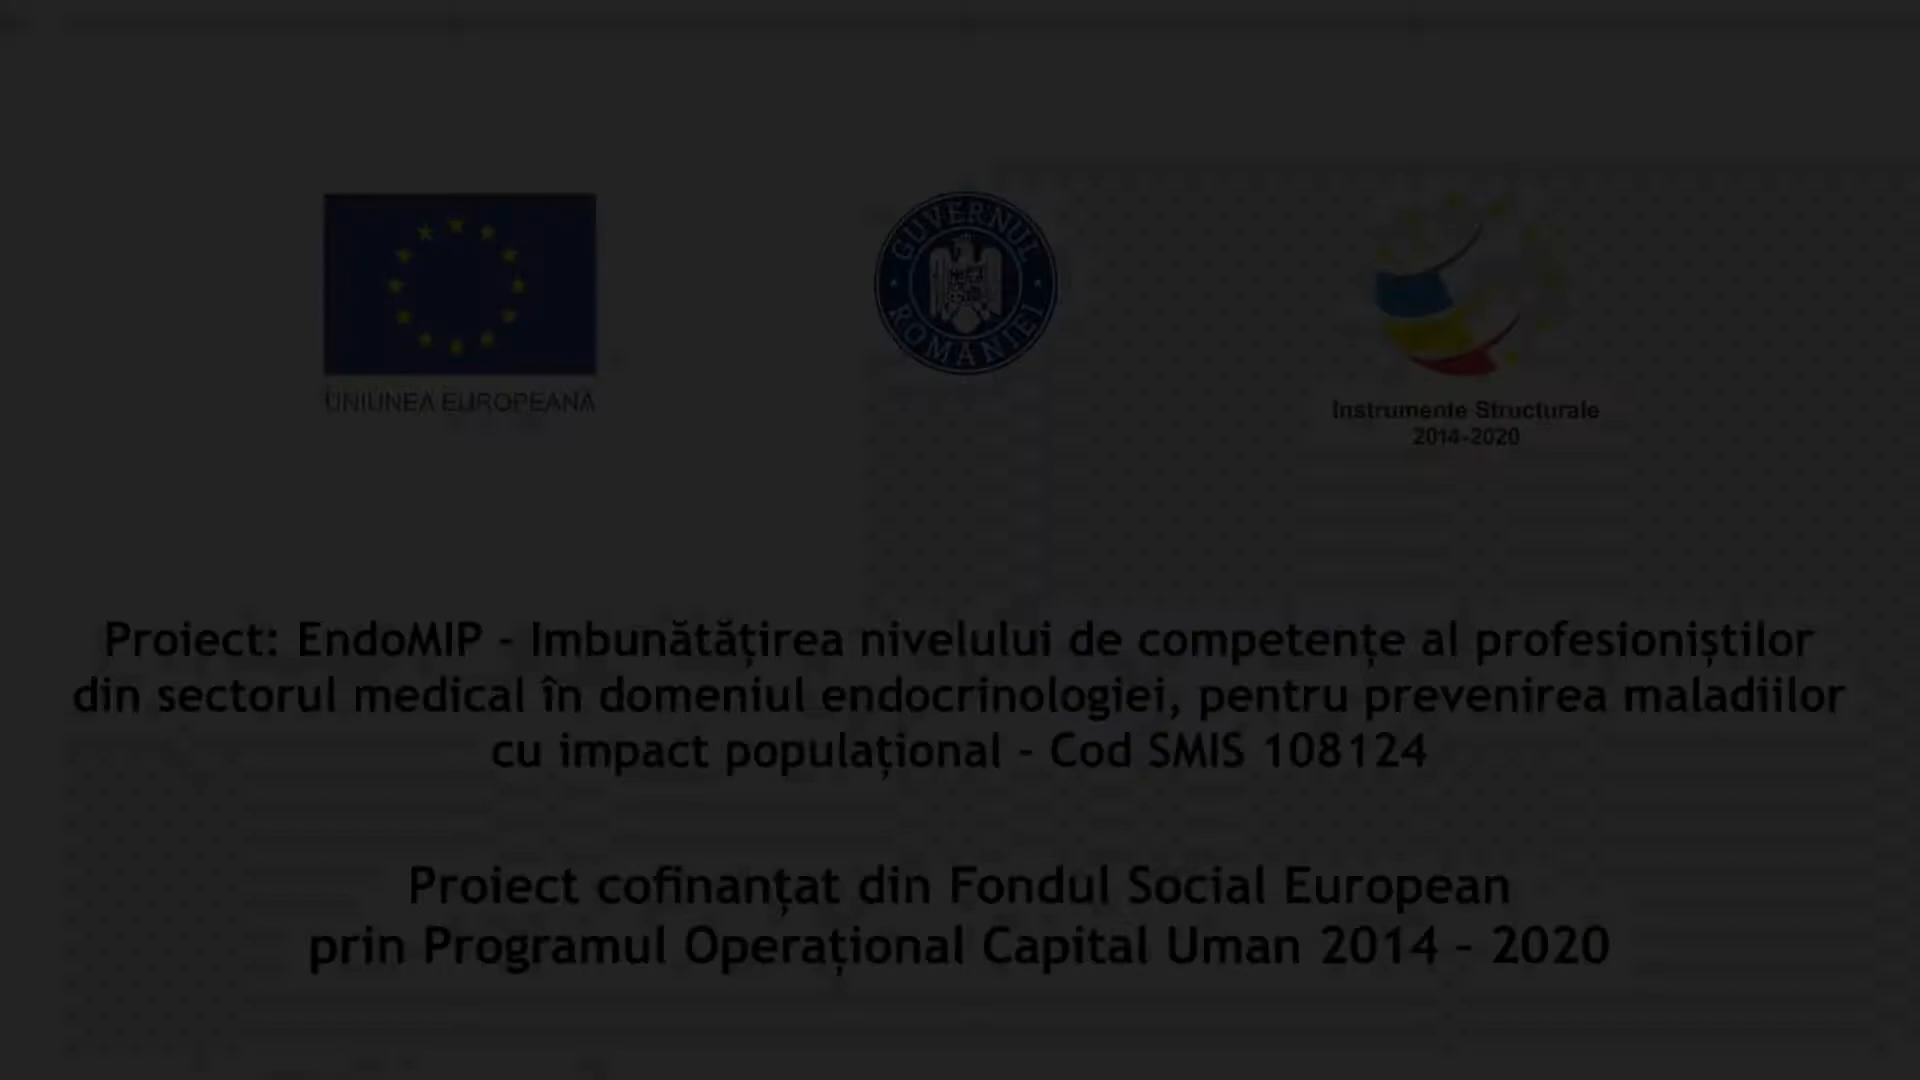 GUVERNUL ROMÂNIEI
UNIUNEA EUROPEANĂ
Instrumente Structurale
2014-2020
Proiect: EndoMIP - Imbunătățirea nivelului de competențe al profesioniștilor
din sectorul medical în domeniul endocrinologiei, pentru prevenirea maladiilor
cu impact populațional - Cod SMIS 108124
Proiect cofinanțat din Fondul Social European
prin Programul Operațional Capital Uman 2014 – 2020